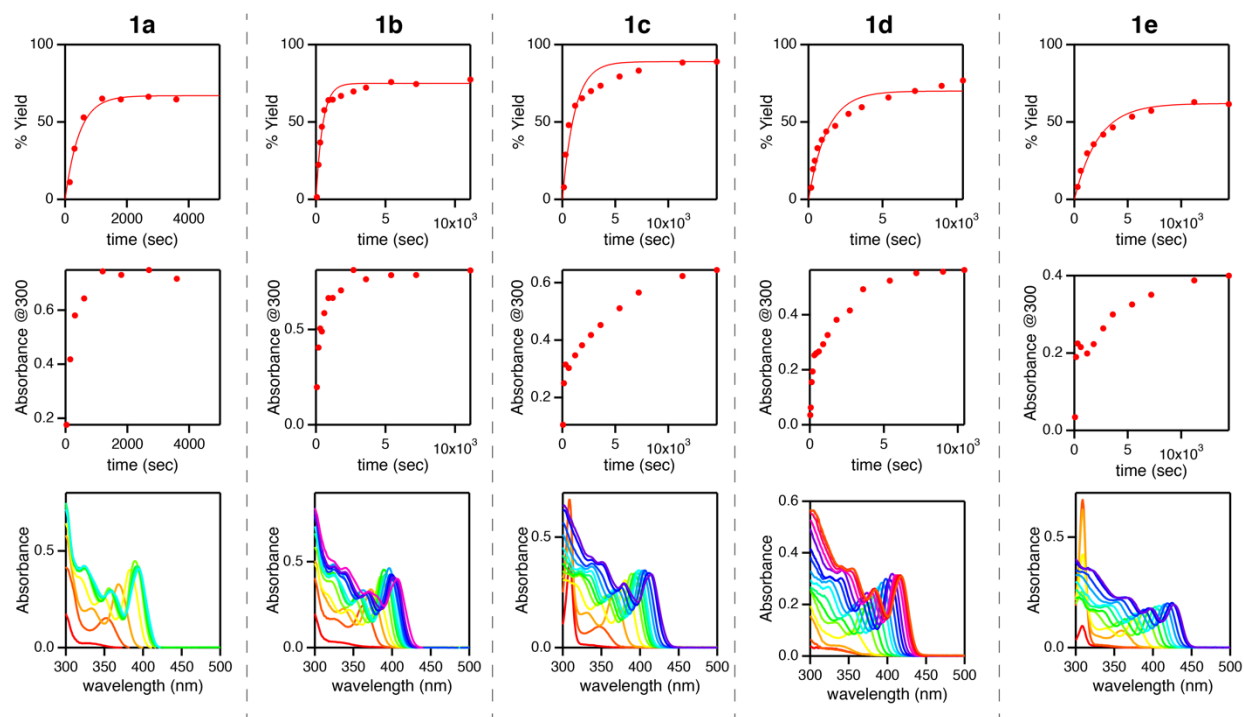 1a 1b 1c 1d 1e
100 100 100 100 100
% Yield % Yield % Yield % Yield % Yield
50 50 50 50 50
0 0 0 0 0
0 2000 4000 0 5 10x10³ 0 5 10x10³ 0 5 10x10³ 0 5 10x10³
time (sec) time (sec) time (sec) time (sec) time (sec)
Absorbance @300 Absorbance @300 Absorbance @300 Absorbance @300 Absorbance @300
0.6 0.5 0.6 0.4 0.4
0.4 0.0 0.4 0.2 0.2
0.2 0.2 0.0 0.0
0 2000 4000 0 5 10x10³ 0 5 10x10³ 0 5 10x10³ 0 5 10x10³
time (sec) time (sec) time (sec) time (sec) time (sec)
Absorbance Absorbance Absorbance Absorbance Absorbance
0.5 0.5 0.5 0.6 0.5
0.4
0.2
0.0 0.0 0.0 0.0 0.0
300 350 400 450 500 300 350 400 450 500 300 350 400 450 500 300 350 400 450 500 300 350 400 450 500
wavelength (nm) wavelength (nm) wavelength (nm) wavelength (nm) wavelength (nm)